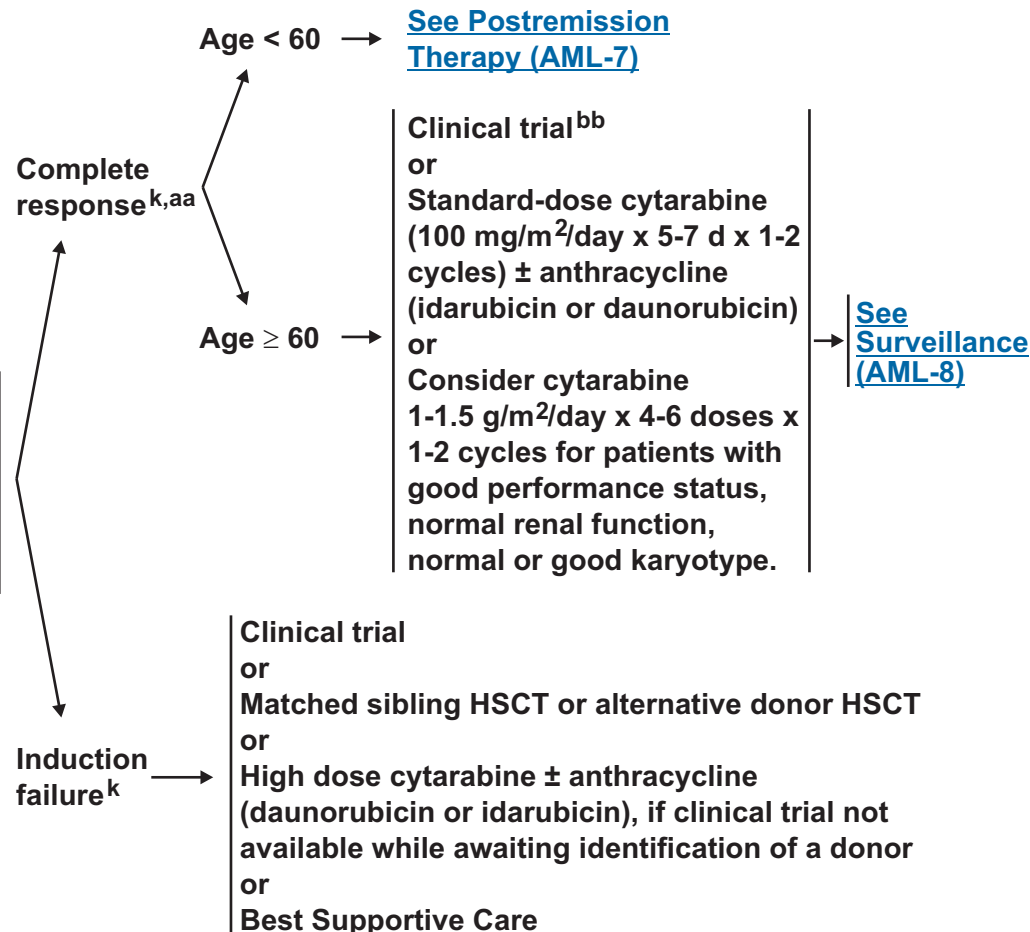 Age < 60
See Postremission
Therapy (AML-7)
Complete
response k,aa
Age ≥ 60
Clinical trial bb
or
Standard-dose cytarabine
(100 mg/m2/day x 5-7 d x 1-2
cycles) ± anthracycline
(idarubicin or daunorubicin)
or
Consider cytarabine
1-1.5 g/m2/day x 4-6 doses x
1-2 cycles for patients with
good performance status,
normal renal function,
normal or good karyotype.
See
Surveillance
(AML-8)
Induction
failure k
Clinical trial
or
Matched sibling HSCT or alternative donor HSCT
or
High dose cytarabine ± anthracycline
(daunorubicin or idarubicin), if clinical trial not
available while awaiting identification of a donor
or
Best Supportive Care